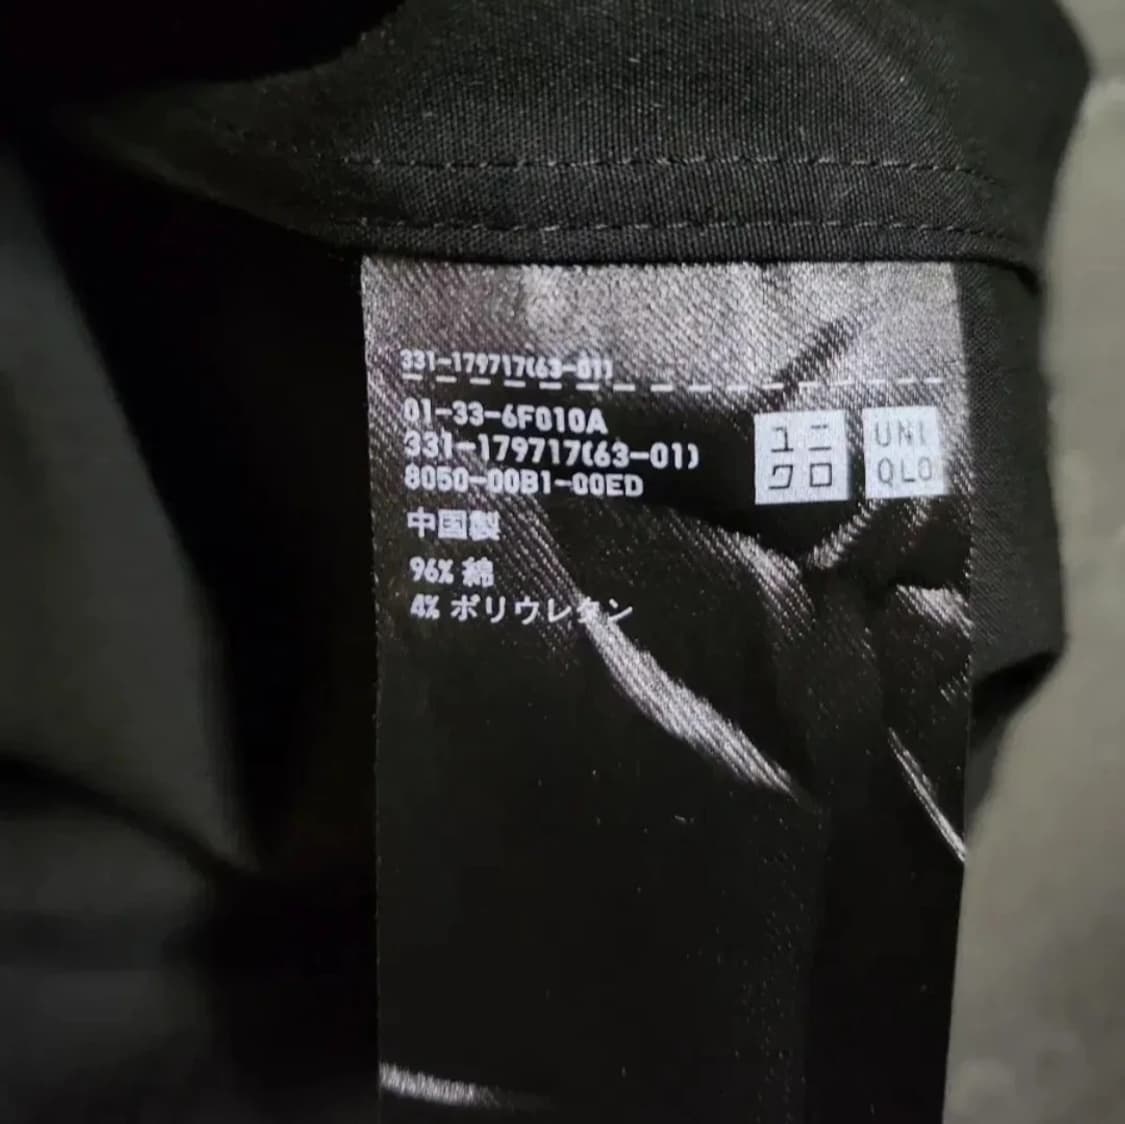 331-179717(63-01)
01-33-6F010A
331-179717(63-01)
8050-00B1-00ED
ユニ
クロ
UNI
QLO
中国製
96% 綿
4% ポリウレタン